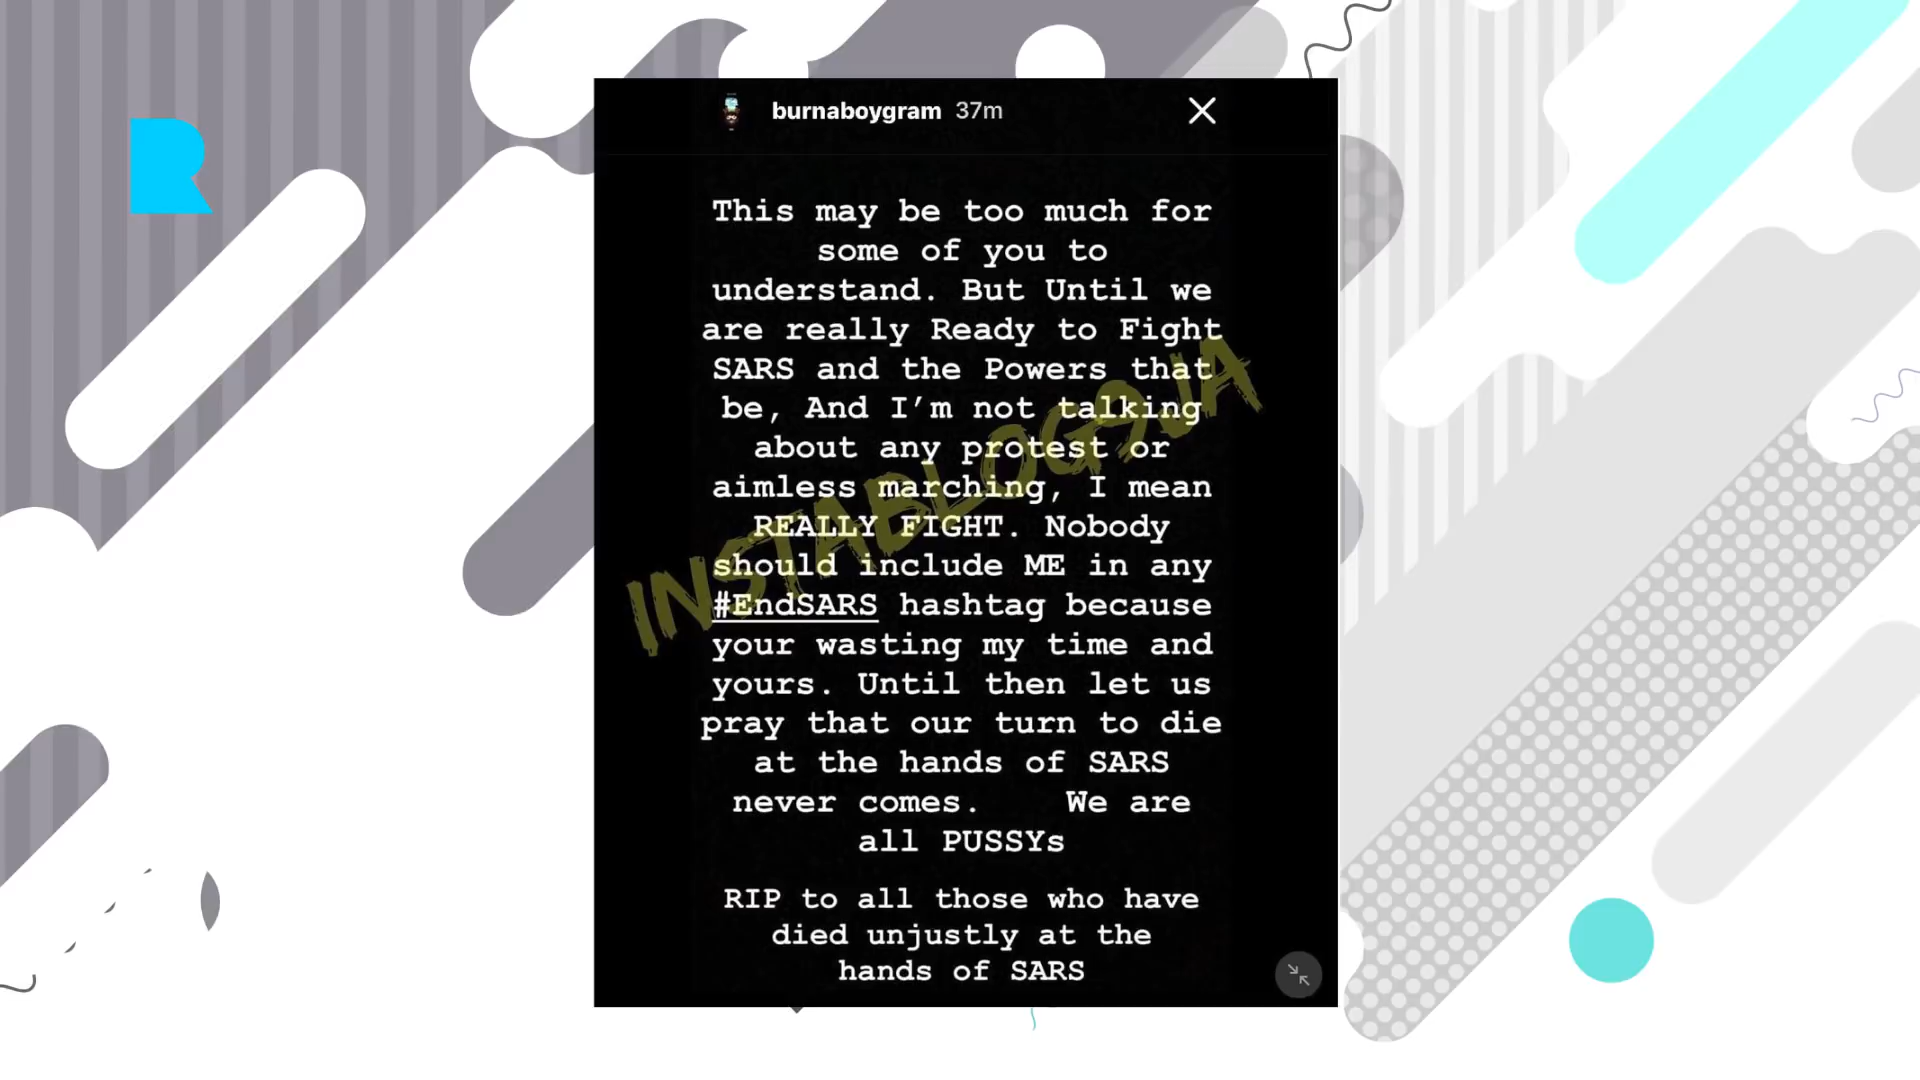 R
burnaboygram 37m
This may be too much for
some of you to
understand. But Until we
are really Ready to Fight
SARS and the Powers that
be, And I’m not talking
about any protest or
aimless marching, I mean
REALLY FIGHT. Nobody
should include ME in any
#EndSARS hashtag because
your wasting my time and
yours. Until then let us
pray that our turn to die
at the hands of SARS
never comes. We are
all PUSSYs
RIP to all those who have
died unjustly at the
hands of SARS
INSTABLOG9JA